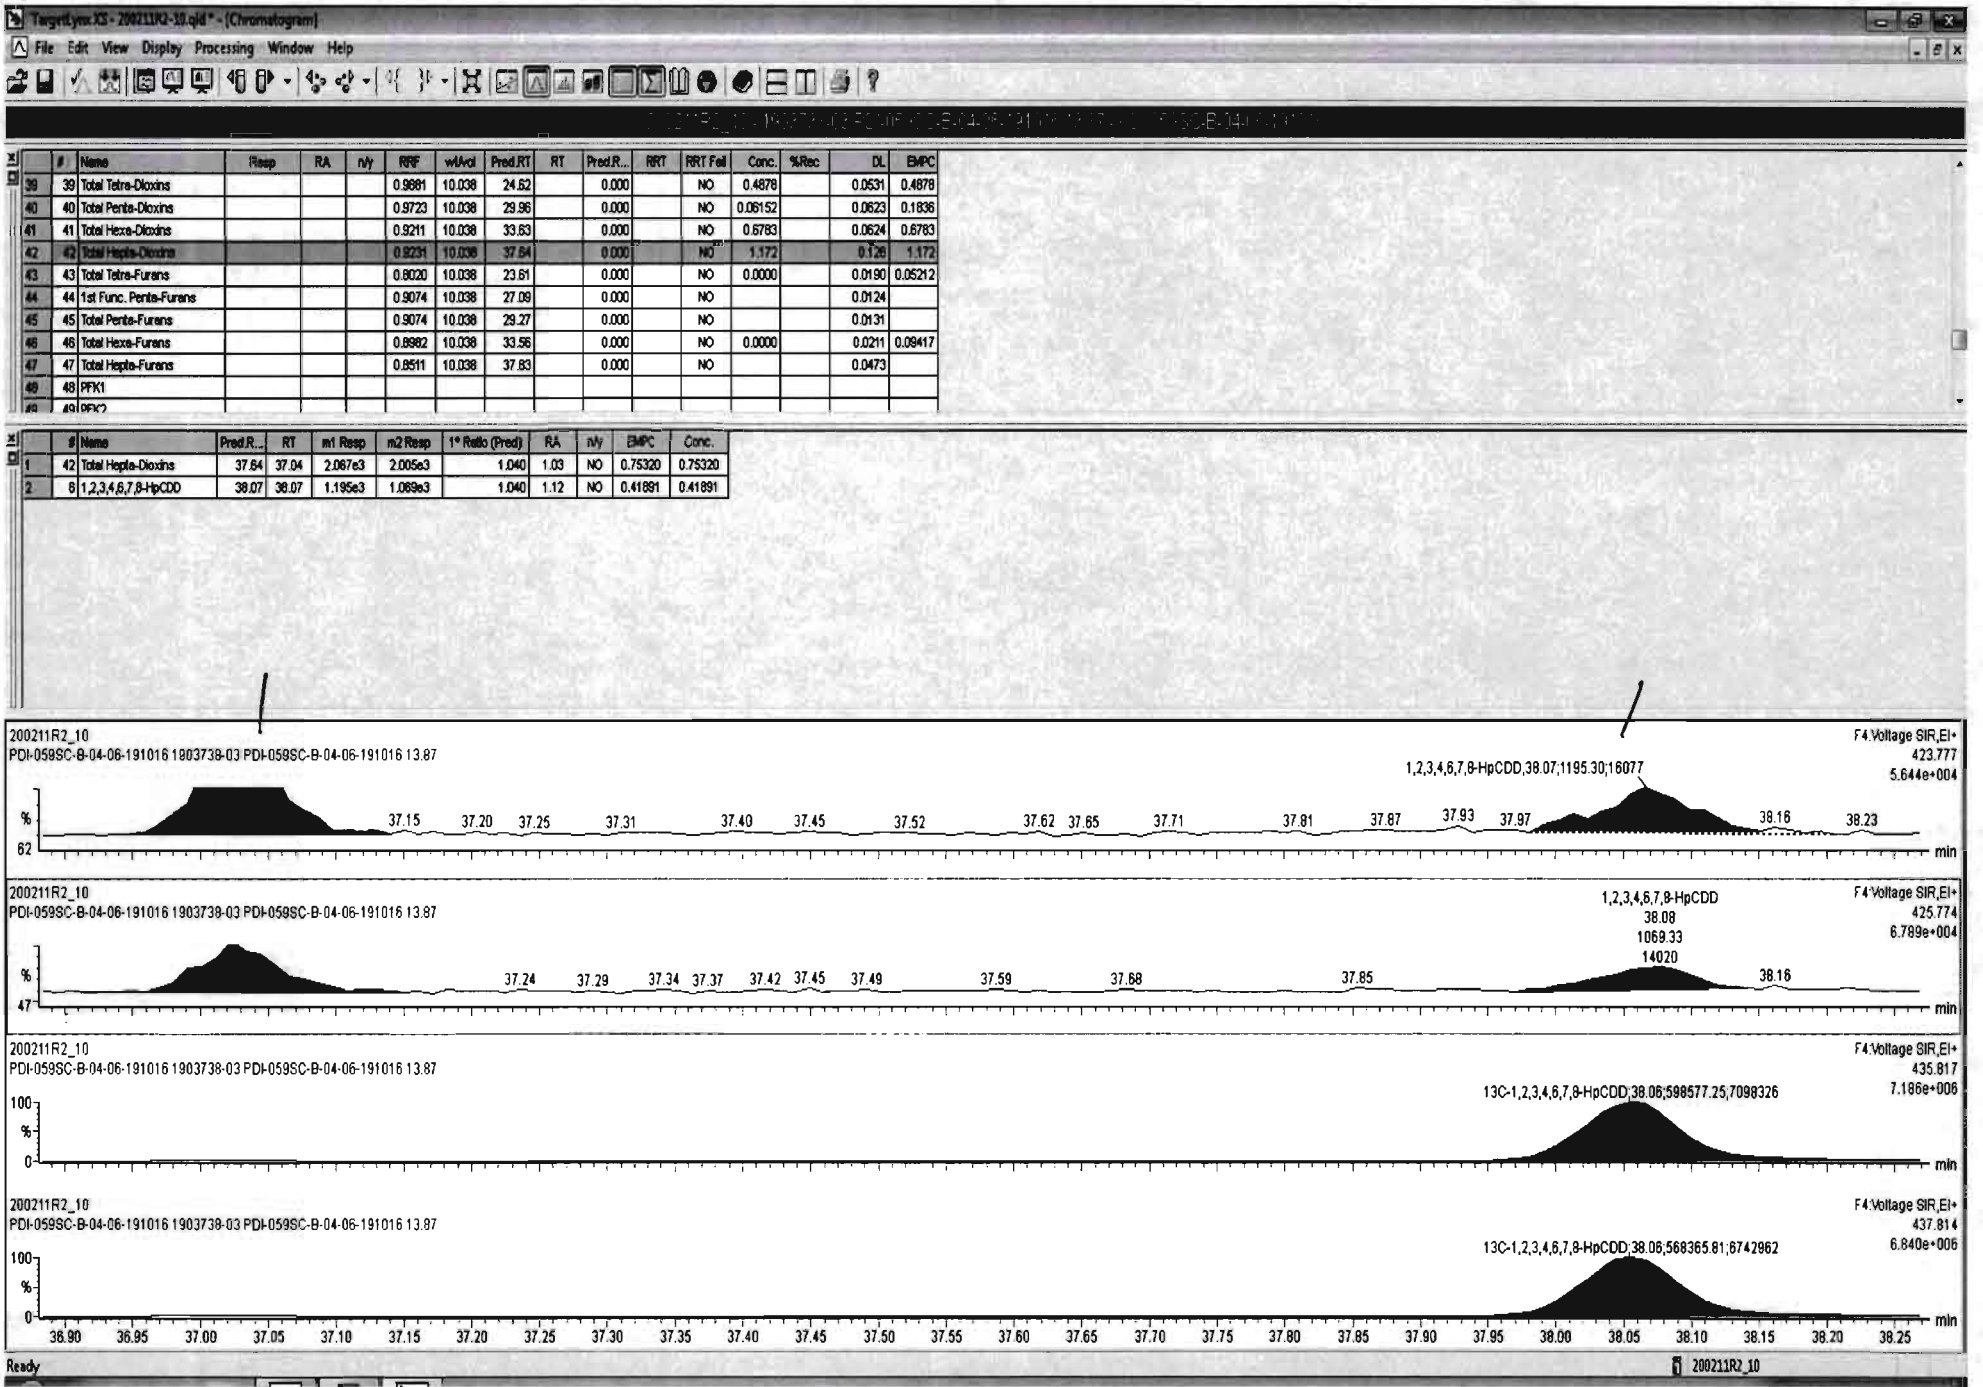 TargetLynx XS - 200211R2-10.qld * - [Chromatogram]
File Edit View Display Processing Window Help
# Name Resp RA n/y RRF wt/vol Pred.RT RT Pred.R... RRT RRT Fail Conc. %Rec DL EMPC
39 39 Total Tetra-Dioxins 0.9881 10.038 24.62 0.000 NO 0.4878 0.0531 0.4878
40 40 Total Penta-Dioxins 0.9723 10.038 29.96 0.000 NO 0.06152 0.0623 0.1836
41 41 Total Hexa-Dioxins 0.9211 10.038 33.63 0.000 NO 0.6783 0.0624 0.6783
42 42 Total Hepta-Dioxins 0.9231 10.038 37.64 0.000 NO 1.172 0.126 1.172
43 43 Total Tetra-Furans 0.8020 10.038 23.61 0.000 NO 0.0000 0.0190 0.05212
44 44 1st Func. Penta-Furans 0.9074 10.038 27.09 0.000 NO 0.0124
45 45 Total Penta-Furans 0.9074 10.038 29.27 0.000 NO 0.0131
46 46 Total Hexa-Furans 0.8982 10.038 33.56 0.000 NO 0.0000 0.0211 0.09417
47 47 Total Hepta-Furans 0.8511 10.038 37.83 0.000 NO 0.0473
48 48 PFK1
49 49 PFK2
# Name Pred.R... RT m1 Resp m2 Resp 1° Ratio (Pred) RA n/y EMPC Conc.
1 42 Total Hepta-Dioxins 37.64 37.04 2.067e3 2.005e3 1.040 1.03 NO 0.75320 0.75320
2 6 1,2,3,4,6,7,8-HpCDD 38.07 38.07 1.195e3 1.069e3 1.040 1.12 NO 0.41891 0.41891
200211R2_10
PDI-059SC-B-04-06-191016 1903738-03 PDI-059SC-B-04-06-191016 13.87
F4:Voltage SIR,EI+
423.777
5.644e+004
1,2,3,4,6,7,8-HpCDD,38.07;1195.30;16077
%
37.15 37.20 37.25 37.31 37.40 37.45 37.52 37.62 37.65 37.71 37.81 37.87 37.93 37.97 38.16 38.23
62
min
200211R2_10
PDI-059SC-B-04-06-191016 1903738-03 PDI-059SC-B-04-06-191016 13.87
F4:Voltage SIR,EI+
425.774
6.789e+004
1,2,3,4,6,7,8-HpCDD
38.08
1069.33
14020
%
37.24 37.29 37.34 37.37 37.42 37.45 37.49 37.59 37.68 37.85 38.16
47
min
200211R2_10
PDI-059SC-B-04-06-191016 1903738-03 PDI-059SC-B-04-06-191016 13.87
F4:Voltage SIR,EI+
435.817
7.186e+006
13C-1,2,3,4,6,7,8-HpCDD;38.06;598577.25;7098326
100
%
0
min
200211R2_10
PDI-059SC-B-04-06-191016 1903738-03 PDI-059SC-B-04-06-191016 13.87
F4:Voltage SIR,EI+
437.814
6.840e+006
13C-1,2,3,4,6,7,8-HpCDD;38.06;568365.81;6742962
100
%
0
min
36.90 36.95 37.00 37.05 37.10 37.15 37.20 37.25 37.30 37.35 37.40 37.45 37.50 37.55 37.60 37.65 37.70 37.75 37.80 37.85 37.90 37.95 38.00 38.05 38.10 38.15 38.20 38.25
Ready
200211R2_10